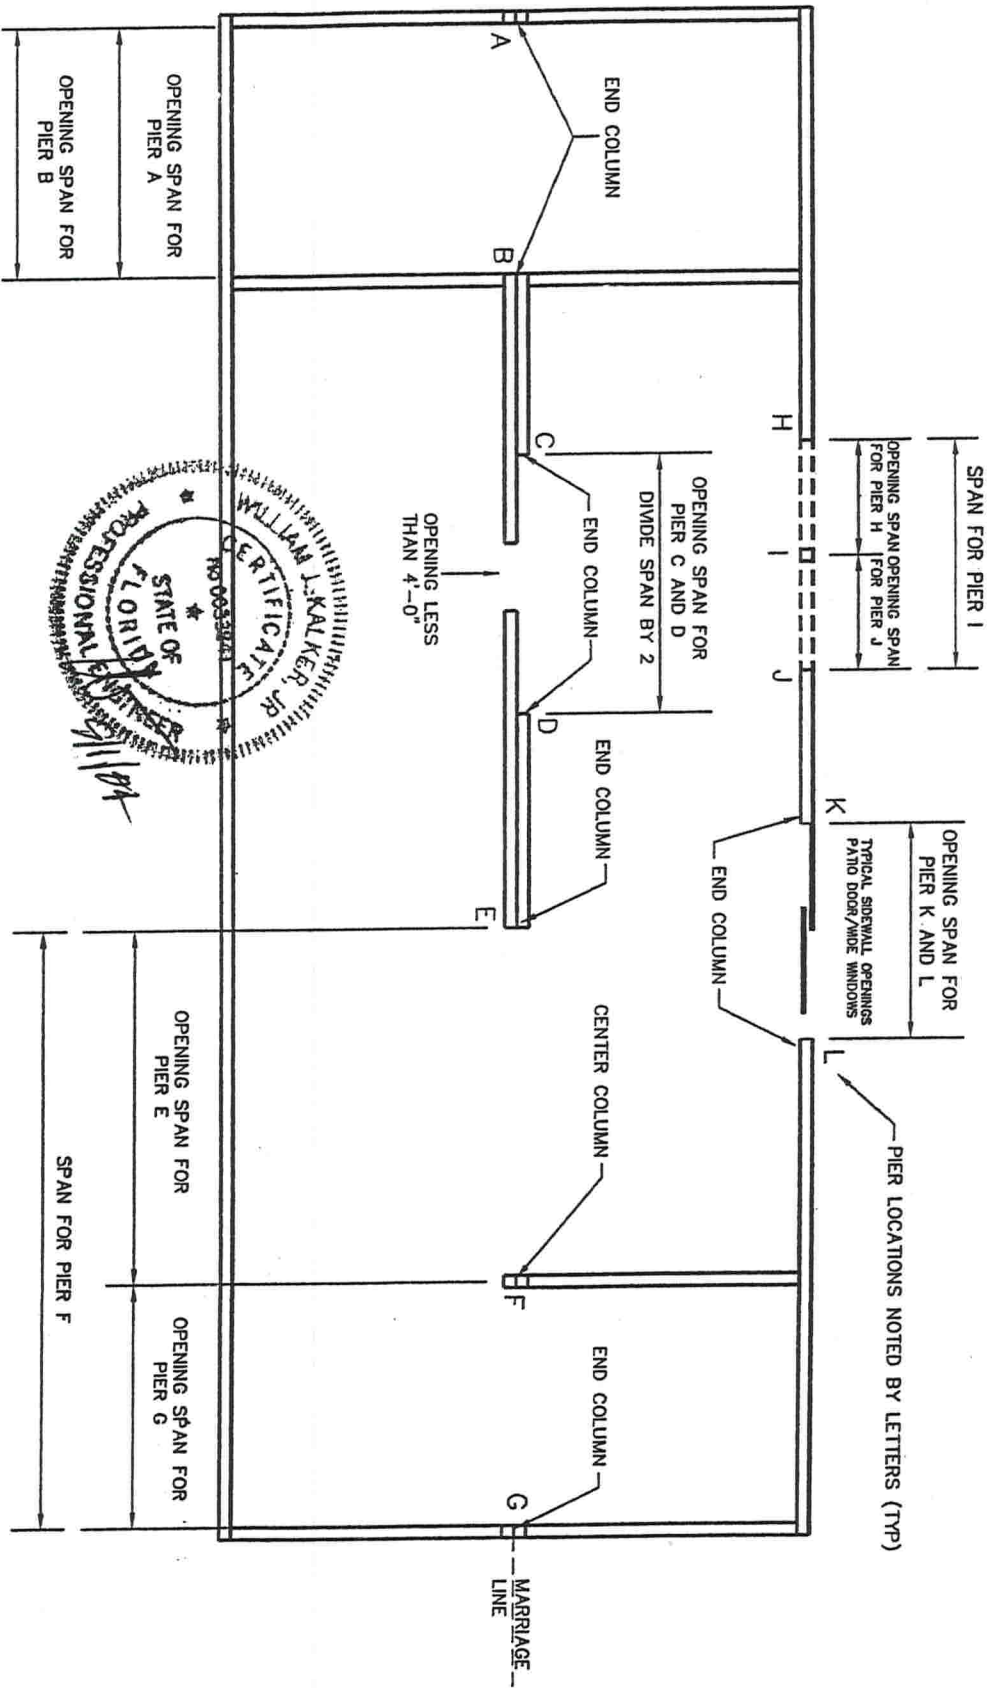 SPAN FOR PIER I
OPENING SPAN
FOR PIER H
OPENING SPAN
FOR PIER J
OPENING SPAN FOR
PIER K AND L
TYPICAL SIDEWALL OPENINGS
PATIO DOOR/WIDE WINDOWS
PIER LOCATIONS NOTED BY LETTERS (TYP)
H
I
J
K
L
END COLUMN
END COLUMN
OPENING SPAN FOR
PIER C AND D
DIVIDE SPAN BY 2
END COLUMN
END COLUMN
CENTER COLUMN
END COLUMN
A
B
C
D
E
F
G
MARRIAGE
LINE
OPENING LESS
THAN 4'-0"
OPENING SPAN FOR
PIER A
OPENING SPAN FOR
PIER B
OPENING SPAN FOR
PIER E
OPENING SPAN FOR
PIER G
SPAN FOR PIER F
WILLIAM KALKER, JR
CERTIFICATE
STATE OF
FLORIDA
PROFESSIONAL ENGINEER